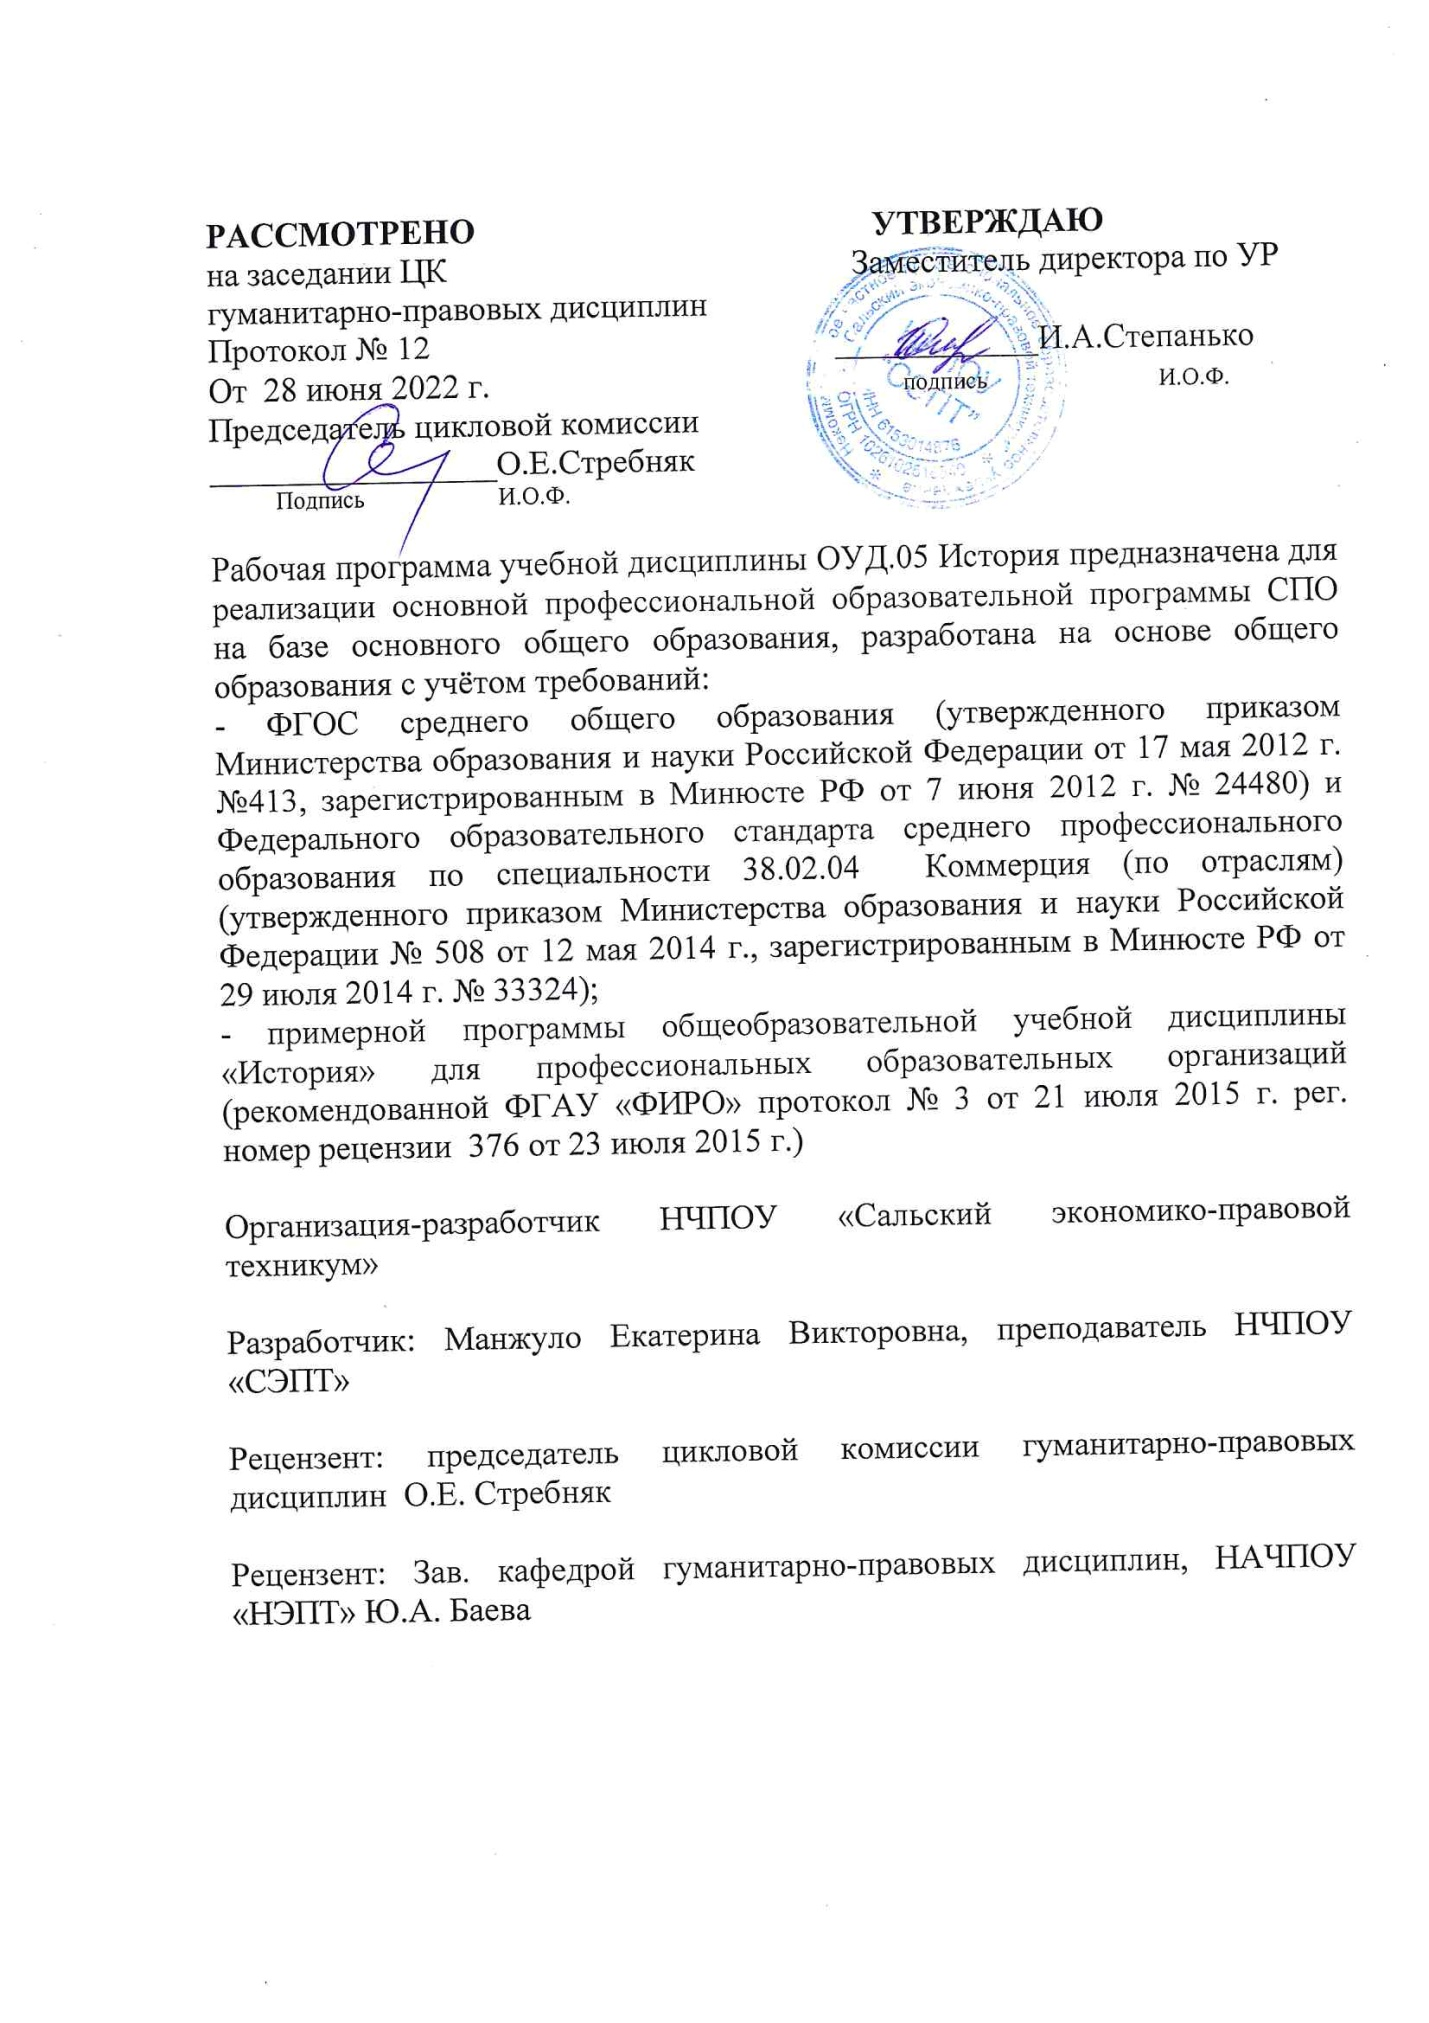 РАССМОТРЕНО
на заседании ЦК
гуманитарно-правовых дисциплин
Протокол № 12
От 28 июня 2022 г.
Председатель цикловой комиссии
О.Е.Стребняк
Подпись И.О.Ф.
УТВЕРЖДАЮ
Заместитель директора по УР
И.А.Степанько
подпись И.О.Ф.
Рабочая программа учебной дисциплины ОУД.05 История предназначена для
реализации основной профессиональной образовательной программы СПО
на базе основного общего образования, разработана на основе общего
образования с учётом требований:
- ФГОС среднего общего образования (утвержденного приказом
Министерства образования и науки Российской Федерации от 17 мая 2012 г.
№413, зарегистрированным в Минюсте РФ от 7 июня 2012 г. № 24480) и
Федерального образовательного стандарта среднего профессионального
образования по специальности 38.02.04 Коммерция (по отраслям)
(утвержденного приказом Министерства образования и науки Российской
Федерации № 508 от 12 мая 2014 г., зарегистрированным в Минюсте РФ от
29 июля 2014 г. № 33324);
- примерной программы общеобразовательной учебной дисциплины
«История» для профессиональных образовательных организаций
(рекомендованной ФГАУ «ФИРО» протокол № 3 от 21 июля 2015 г. рег.
номер рецензии 376 от 23 июля 2015 г.)
Организация-разработчик НЧПОУ «Сальский экономико-правовой
техникум»
Разработчик: Манжуло Екатерина Викторовна, преподаватель НЧПОУ
«СЭПТ»
Рецензент: председатель цикловой комиссии гуманитарно-правовых
дисциплин О.Е. Стребняк
Рецензент: Зав. кафедрой гуманитарно-правовых дисциплин, НАЧПОУ
«НЭПТ» Ю.А. Баева